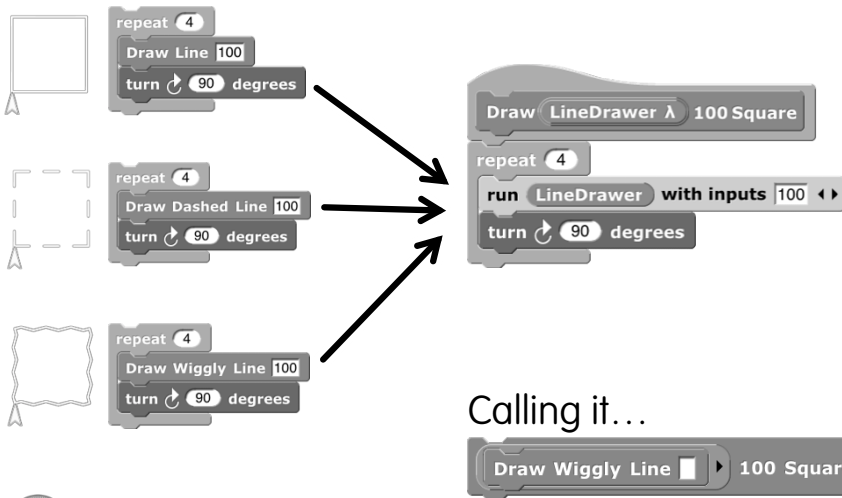 repeat 4
Draw Line 100
turn 90 degrees
repeat 4
Draw Dashed Line 100
turn 90 degrees
repeat 4
Draw Wiggly Line 100
turn 90 degrees
Draw LineDrawer λ 100 Square
repeat 4
run LineDrawer with inputs 100
turn 90 degrees
Calling it…
Draw Wiggly Line 100 Squar